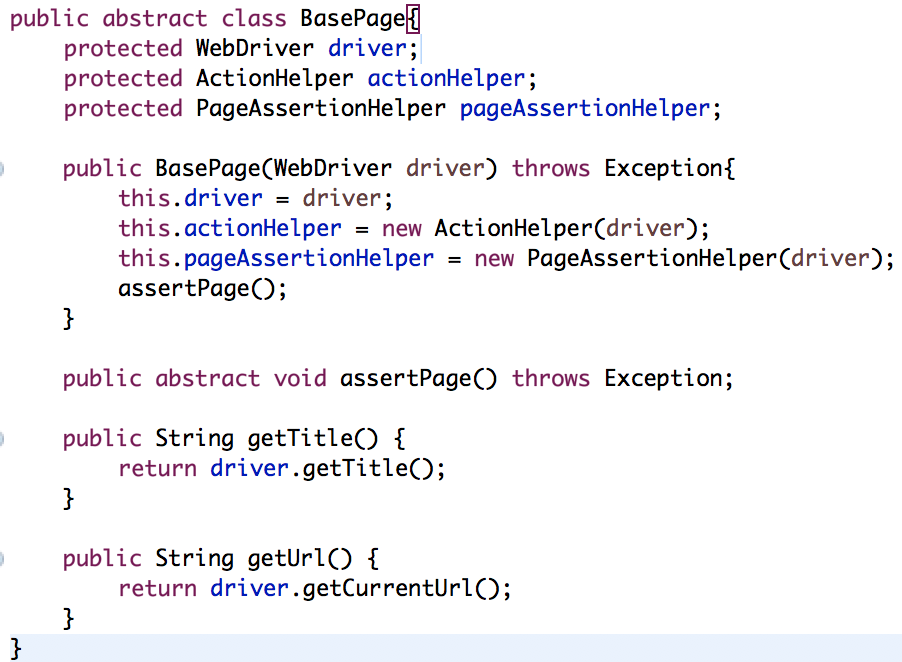 public abstract class BasePage{
    protected WebDriver driver;
    protected ActionHelper actionHelper;
    protected PageAssertionHelper pageAssertionHelper;

    public BasePage(WebDriver driver) throws Exception{
        this.driver = driver;
        this.actionHelper = new ActionHelper(driver);
        this.pageAssertionHelper = new PageAssertionHelper(driver);
        assertPage();
    }

    public abstract void assertPage() throws Exception;

    public String getTitle() {
        return driver.getTitle();
    }

    public String getUrl() {
        return driver.getCurrentUrl();
    }
}